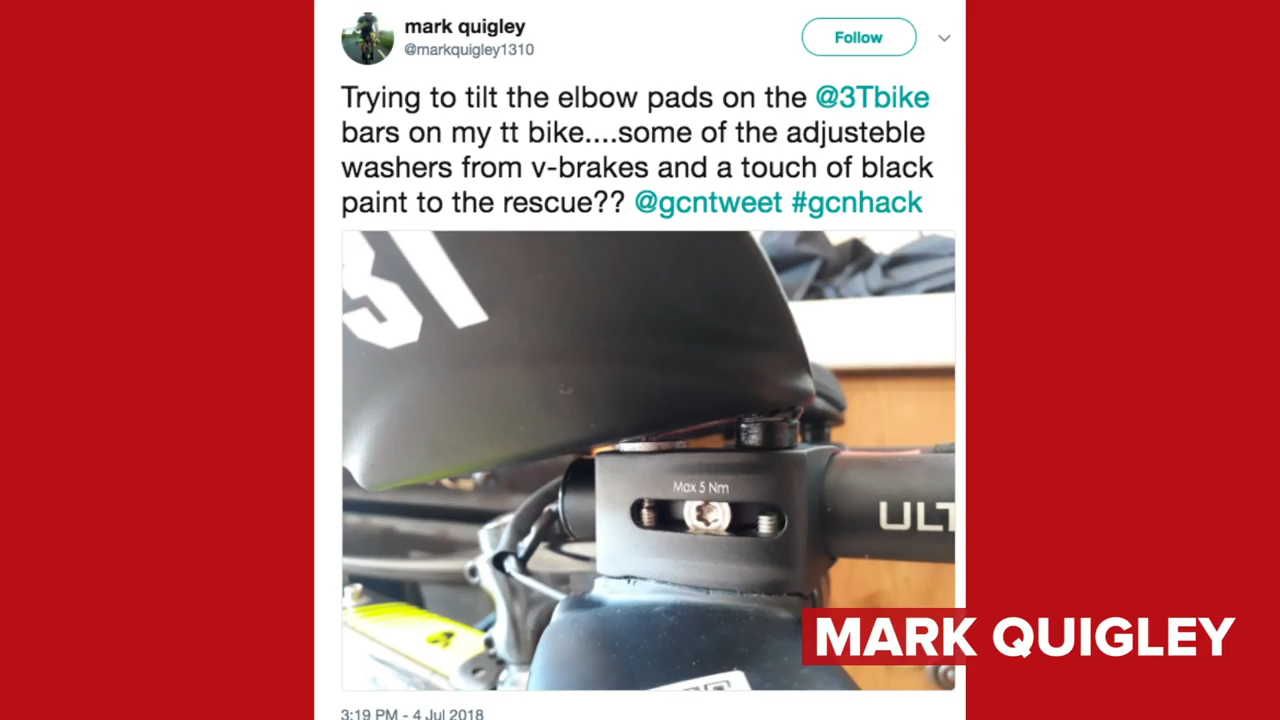 mark quigley
@markquigley1310
Follow
Trying to tilt the elbow pads on the @3Tbike
bars on my tt bike....some of the adjusteble
washers from v-brakes and a touch of black
paint to the rescue?? @gcntweet #gcnhack
3T
Max 5 Nm
ULT
MARK QUIGLEY
3:19 PM - 4 Jul 2018